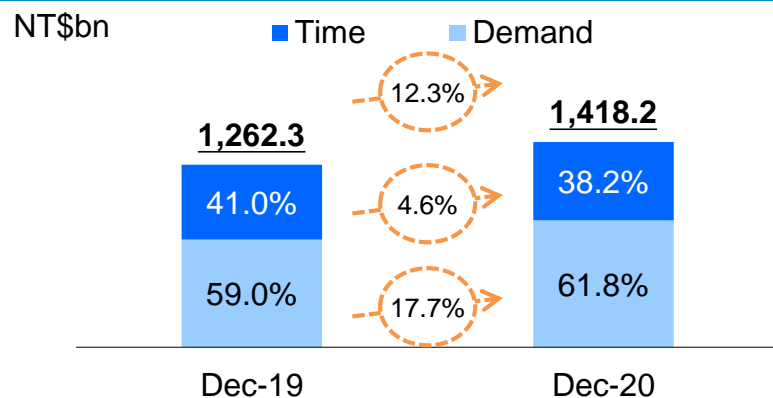 NT$bn
Time Demand
12.3%
1,262.3 1,418.2
41.0% 4.6% 38.2%
59.0% 17.7% 61.8%
Dec-19 Dec-20